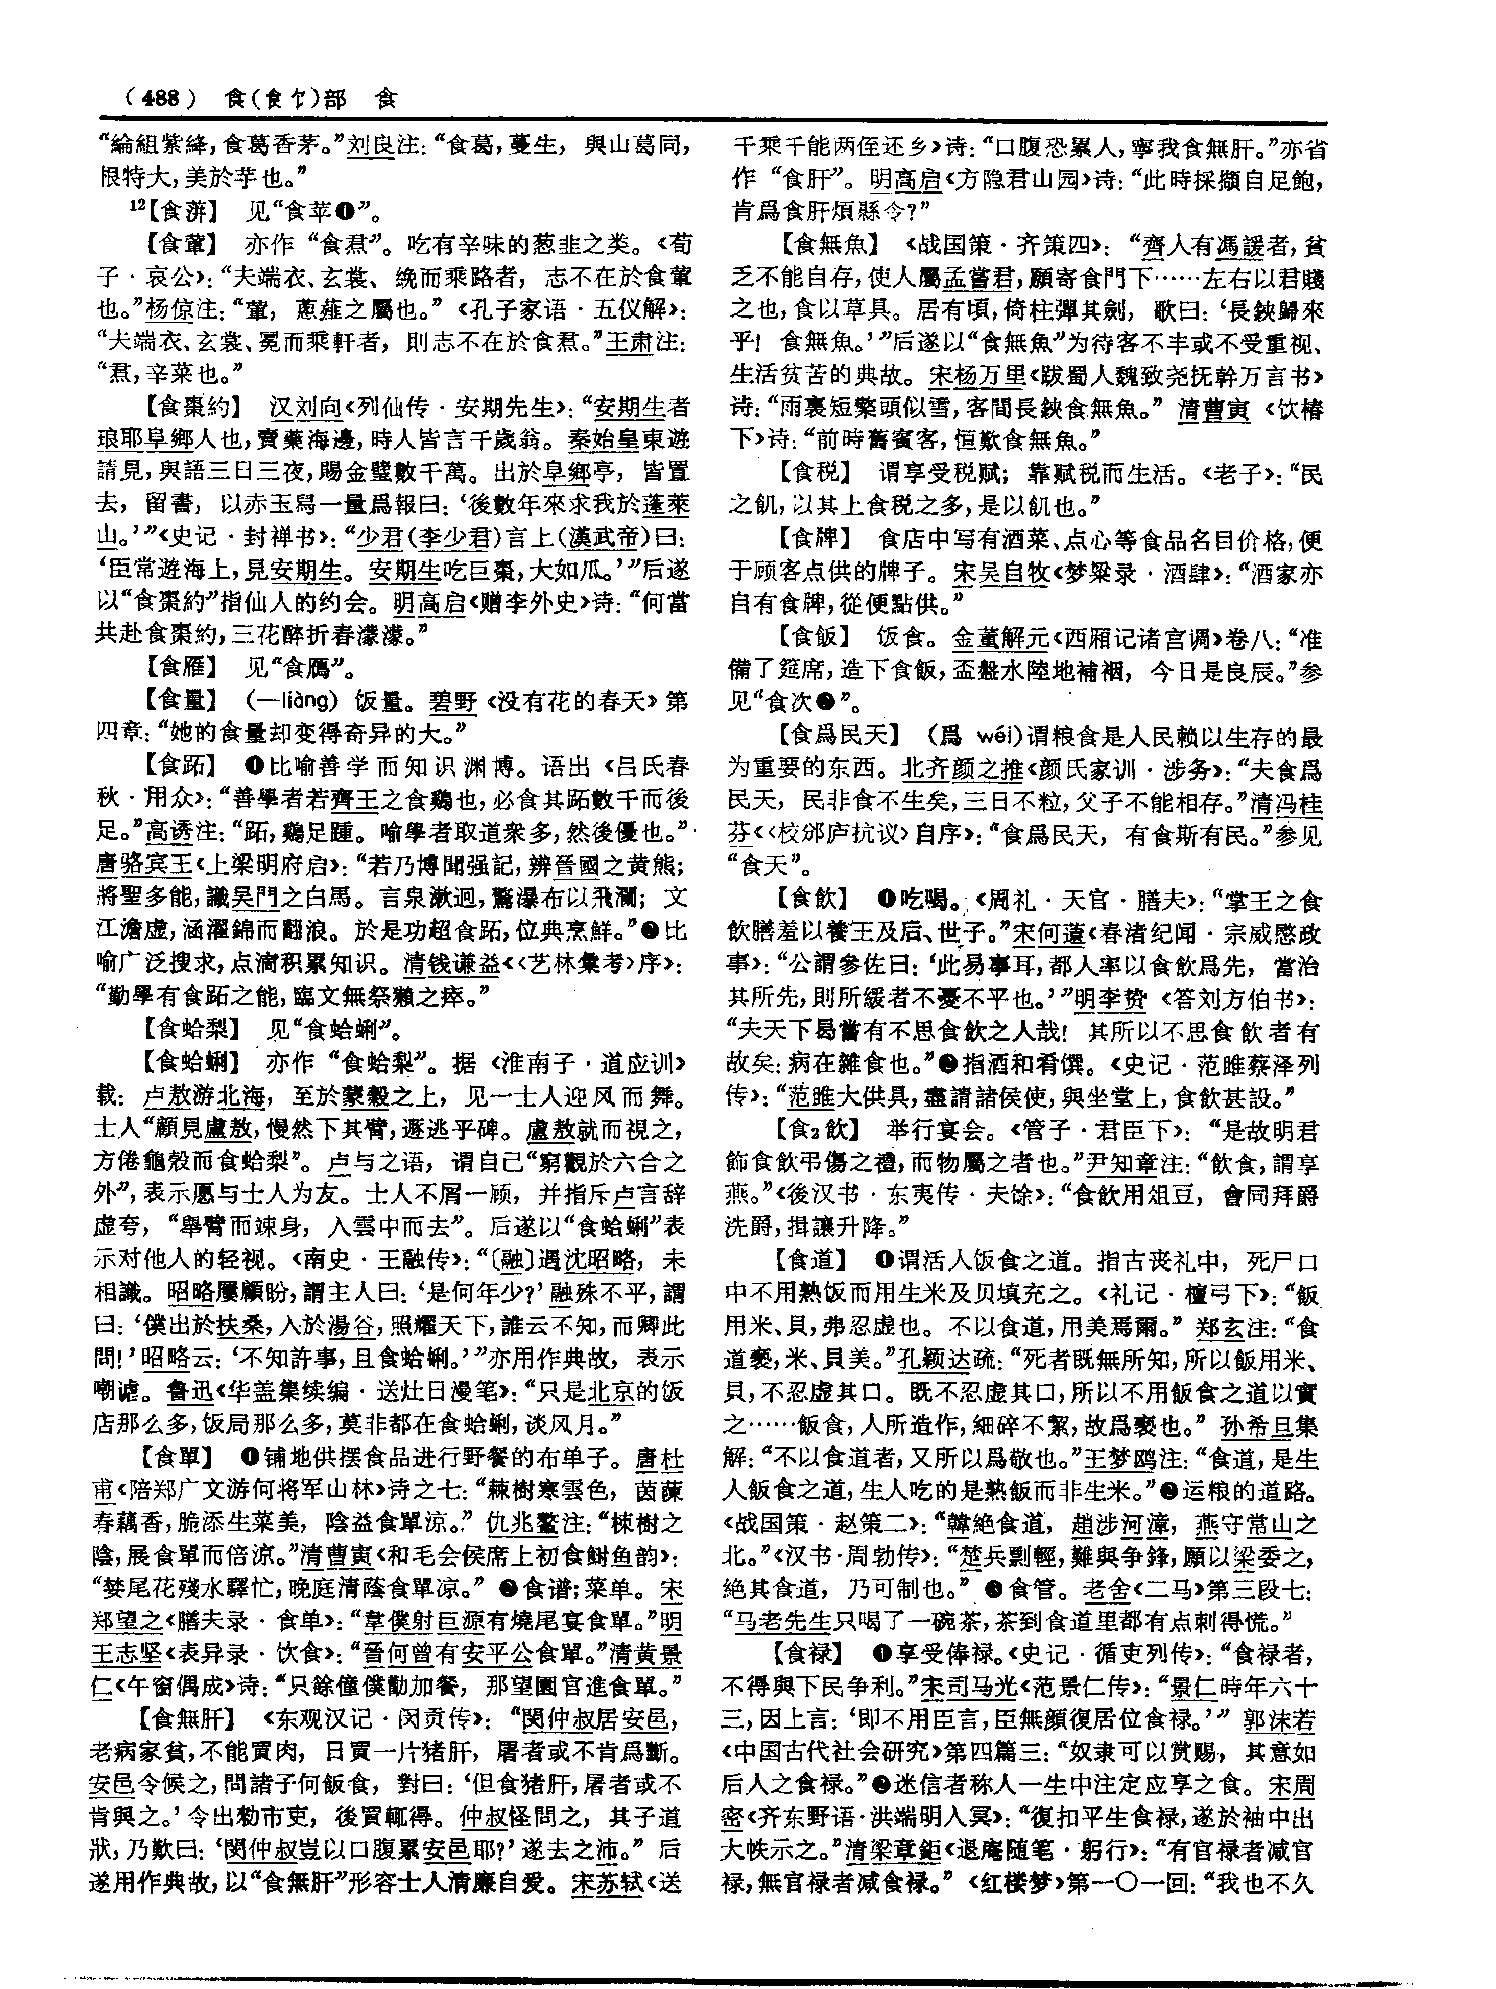 (488) 食(飠饣)部 食
“綸組紫絳，食葛香茅。”刘良注：“食葛，蔓生，與山葛同，
根特大，美於芋也。”
12【食蓱】 见“食苹❶”。
【食葷】 亦作“食焄”。吃有辛味的葱韭之类。《荀
子·哀公》：“夫端衣、玄裳、絻而乘路者，志不在於食葷
也。”杨倞注：“葷，蔥薤之屬也。”《孔子家语·五仪解》：
“夫端衣、玄裳、冕而乘軒者，則志不在於食焄。”王肃注：
“焄，辛菜也。”
【食棗約】 汉刘向《列仙传·安期先生》：“安期生者
琅耶阜鄉人也，賣藥海邊，時人皆言千歲翁。秦始皇東遊
請見，與語三日三夜，賜金璧數千萬。出於阜鄉亭，皆置
去，留書，以赤玉舄一量爲報曰：‘後數年來求我於蓬萊
山。’”《史记·封禅书》：“少君(李少君)言上(漢武帝)曰：
‘臣常遊海上，見安期生。安期生吃巨棗，大如瓜。’”后遂
以“食棗約”指仙人的约会。明高启《赠李外史》诗：“何當
共赴食棗約，三花醉折春濛濛。”
【食雁】 见“食鴈”。
【食量】 (—liàng) 饭量。碧野《没有花的春天》第
四章：“她的食量却变得奇异的大。”
【食跖】 ❶比喻善学而知识渊博。语出《吕氏春
秋·用众》：“善學者若齊王之食鷄也，必食其跖數千而後
足。”高诱注：“跖，鷄足踵。喻學者取道衆多，然後優也。”
唐骆宾王《上梁明府启》：“若乃博聞强記，辨晉國之黄熊；
將聖多能，識吴門之白馬。言泉漱迥，驚瀑布以飛瀾；文
江澹虚，涵濯錦而翻浪。於是功超食跖，位典烹鮮。”❷比
喻广泛搜求，点滴积累知识。清钱谦益《〈艺林彙考〉序》：
“勤學有食跖之能，臨文無祭獺之瘁。”
【食蛤梨】 见“食蛤蜊”。
【食蛤蜊】 亦作“食蛤梨”。据《淮南子·道应训》
载：卢敖游北海，至於蒙穀之上，见一士人迎风而舞。
士人“顧見盧敖，慢然下其臂，遯逃乎碑。盧敖就而視之，
方倦龜殼而食蛤梨”。卢与之语，谓自己“窮觀於六合之
外”，表示愿与士人为友。士人不屑一顾，并指斥卢言辞
虚夸，“舉臂而竦身，入雲中而去”。后遂以“食蛤蜊”表
示对他人的轻视。《南史·王融传》：“〔融〕遇沈昭略，未
相識。昭略屢顧盼，謂主人曰：‘是何年少？’融殊不平，謂
曰：‘僕出於扶桑，入於湯谷，照耀天下，誰云不知，而卿此
問！’昭略云：‘不知許事，且食蛤蜊。’”亦用作典故，表示
嘲谑。鲁迅《华盖集续编·送灶日漫笔》：“只是北京的饭
店那么多，饭局那么多，莫非都在食蛤蜊，谈风月。”
【食單】 ❶铺地供摆食品进行野餐的布单子。唐杜
甫《陪郑广文游何将军山林》诗之七：“棘樹寒雲色，茵蔯
春藕香，脆添生菜美，陰益食單凉。”仇兆鳌注：“棟樹之
陰，展食單而倍凉。”清曹寅《和毛会侯席上初食鲥鱼韵》：
“婪尾花殘水驛忙，晚庭清蔭食單凉。”❷食谱；菜单。宋
郑望之《膳夫录·食单》：“韋僕射巨源有燒尾宴食單。”明
王志坚《表异录·饮食》：“晉何曾有安平公食單。”清黄景
仁《午窗偶成》诗：“只餘僮僕勸加餐，那望園官進食單。”
【食無肝】 《东观汉记·闵贡传》：“閔仲叔居安邑，
老病家貧，不能買肉，日買一片猪肝，屠者或不肯爲斷。
安邑令候之，問諸子何飯食，對曰：‘但食猪肝，屠者或不
肯與之。’令出勑市吏，後買輒得。仲叔怪問之，其子道
狀，乃歎曰：‘閔仲叔豈以口腹累安邑耶？’遂去之沛。”后
遂用作典故，以“食無肝”形容士人清廉自爱。宋苏轼《送
千乘千能两侄还乡》诗：“口腹恐累人，寧我食無肝。”亦省
作“食肝”。明高启《方隐君山园》诗：“此時採擷自足飽，
肯爲食肝煩縣令？”
【食無魚】 《战国策·齐策四》：“齊人有馮諼者，貧
乏不能自存，使人屬孟嘗君，願寄食門下……左右以君賤
之也，食以草具。居有頃，倚柱彈其劍，歌曰：‘長鋏歸來
乎！食無魚。’”后遂以“食無魚”为待客不丰或不受重视、
生活贫苦的典故。宋杨万里《跋蜀人魏致尧抚幹万言书》
诗：“雨裏短檠頭似雪，客間長鋏食無魚。”清曹寅《饮椿
下》诗：“前時舊賓客，恒歎食無魚。”
【食税】 谓享受税赋；靠赋税而生活。《老子》：“民
之飢，以其上食税之多，是以飢也。”
【食牌】 食店中写有酒菜、点心等食品名目价格，便
于顾客点供的牌子。宋吴自牧《梦粱录·酒肆》：“酒家亦
自有食牌，從便點供。”
【食飯】 饭食。金董解元《西厢记诸宫调》卷八：“准
備了筵席，造下食飯，盃盤水陸地補裀，今日是良辰。”参
见“食次❷”。
【食爲民天】 (爲 wéi)谓粮食是人民赖以生存的最
为重要的东西。北齐颜之推《颜氏家训·涉务》：“夫食爲
民天，民非食不生矣，三日不粒，父子不能相存。”清冯桂
芬《〈校邠庐抗议〉自序》：“食爲民天，有食斯有民。”参见
“食天”。
【食飲】 ❶吃喝。《周礼·天官·膳夫》：“掌王之食
飲膳羞以養王及后、世子。”宋何薳《春渚纪闻·宗威愍政
事》：“公謂參佐曰：‘此易事耳，都人率以食飲爲先，當治
其所先，則所緩者不憂不平也。’”明李贽《答刘方伯书》：
“夫天下曷嘗有不思食飲之人哉！其所以不思食飲者有
故矣：病在雜食也。”❷指酒和肴馔。《史记·范雎蔡泽列
传》：“范雎大供具，盡請諸侯使，與坐堂上，食飲甚設。”
【食₂飲】 举行宴会。《管子·君臣下》：“是故明君
飾食飲弔傷之禮，而物屬之者也。”尹知章注：“飲食，謂享
燕。”《後汉书·东夷传·夫馀》：“食飲用俎豆，會同拜爵
洗爵，揖讓升降。”
【食道】 ❶谓活人饭食之道。指古丧礼中，死尸口
中不用熟饭而用生米及贝填充之。《礼记·檀弓下》：“飯
用米、貝，弗忍虚也。不以食道，用美焉爾。”郑玄注：“食
道褻，米、貝美。”孔颖达疏：“死者既無所知，所以飯用米、
貝，不忍虚其口。既不忍虚其口，所以不用飯食之道以實
之……飯食，人所造作，細碎不絜，故爲褻也。”孙希旦集
解：“不以食道者，又所以爲敬也。”王梦鸥注：“食道，是生
人飯食之道，生人吃的是熟飯而非生米。”❷运粮的道路。
《战国策·赵策二》：“韓絶食道，趙涉河漳，燕守常山之
北。”《汉书·周勃传》：“楚兵剽輕，難與争鋒，願以梁委之，
絶其食道，乃可制也。”❸食管。老舍《二马》第三段七：
“马老先生只喝了一碗茶，茶到食道里都有点刺得慌。”
【食禄】 ❶享受俸禄。《史记·循吏列传》：“食禄者，
不得與下民争利。”宋司马光《范景仁传》：“景仁時年六十
三，因上言：‘即不用臣言，臣無顔復居位食禄。’”郭沫若
《中国古代社会研究》第四篇三：“奴隶可以赏赐，其意如
后人之食禄。”❷迷信者称人一生中注定应享之食。宋周
密《齐东野语·洪端明入冥》：“復扣平生食禄，遂於袖中出
大帙示之。”清梁章鉅《退庵随笔·躬行》：“有官禄者减官
禄，無官禄者减食禄。”《红楼梦》第一〇一回：“我也不久